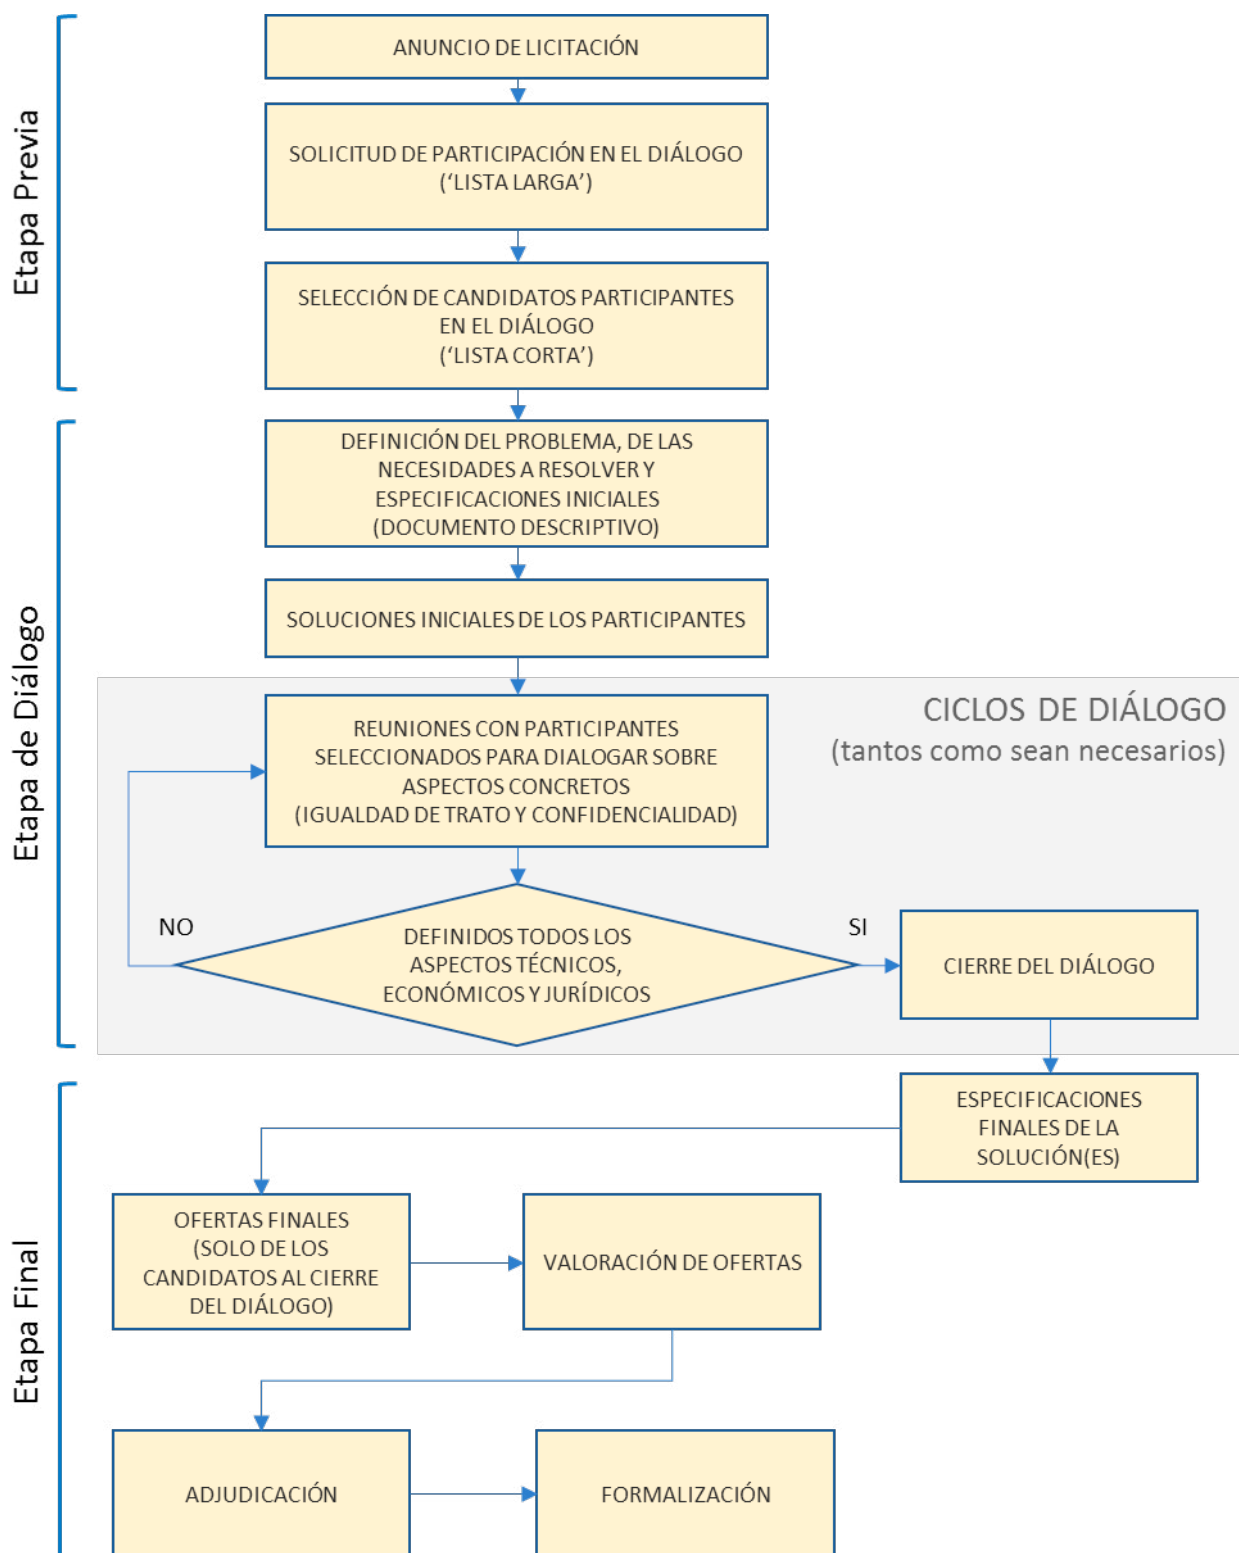 Etapa Previa
ANUNCIO DE LICITACIÓN
SOLICITUD DE PARTICIPACIÓN EN EL DIÁLOGO
(‘LISTA LARGA’)
SELECCIÓN DE CANDIDATOS PARTICIPANTES
EN EL DIÁLOGO
(‘LISTA CORTA’)
Etapa de Diálogo
DEFINICIÓN DEL PROBLEMA, DE LAS
NECESIDADES A RESOLVER Y
ESPECIFICACIONES INICIALES
(DOCUMENTO DESCRIPTIVO)
SOLUCIONES INICIALES DE LOS PARTICIPANTES
CICLOS DE DIÁLOGO
(tantos como sean necesarios)
REUNIONES CON PARTICIPANTES
SELECCIONADOS PARA DIALOGAR SOBRE
ASPECTOS CONCRETOS
(IGUALDAD DE TRATO Y CONFIDENCIALIDAD)
NO
DEFINIDOS TODOS LOS
ASPECTOS TÉCNICOS,
ECONÓMICOS Y JURÍDICOS
SI
CIERRE DEL DIÁLOGO
Etapa Final
ESPECIFICACIONES
FINALES DE LA
SOLUCIÓN(ES)
OFERTAS FINALES
(SOLO DE LOS
CANDIDATOS AL CIERRE
DEL DIÁLOGO)
VALORACIÓN DE OFERTAS
ADJUDICACIÓN
FORMALIZACIÓN